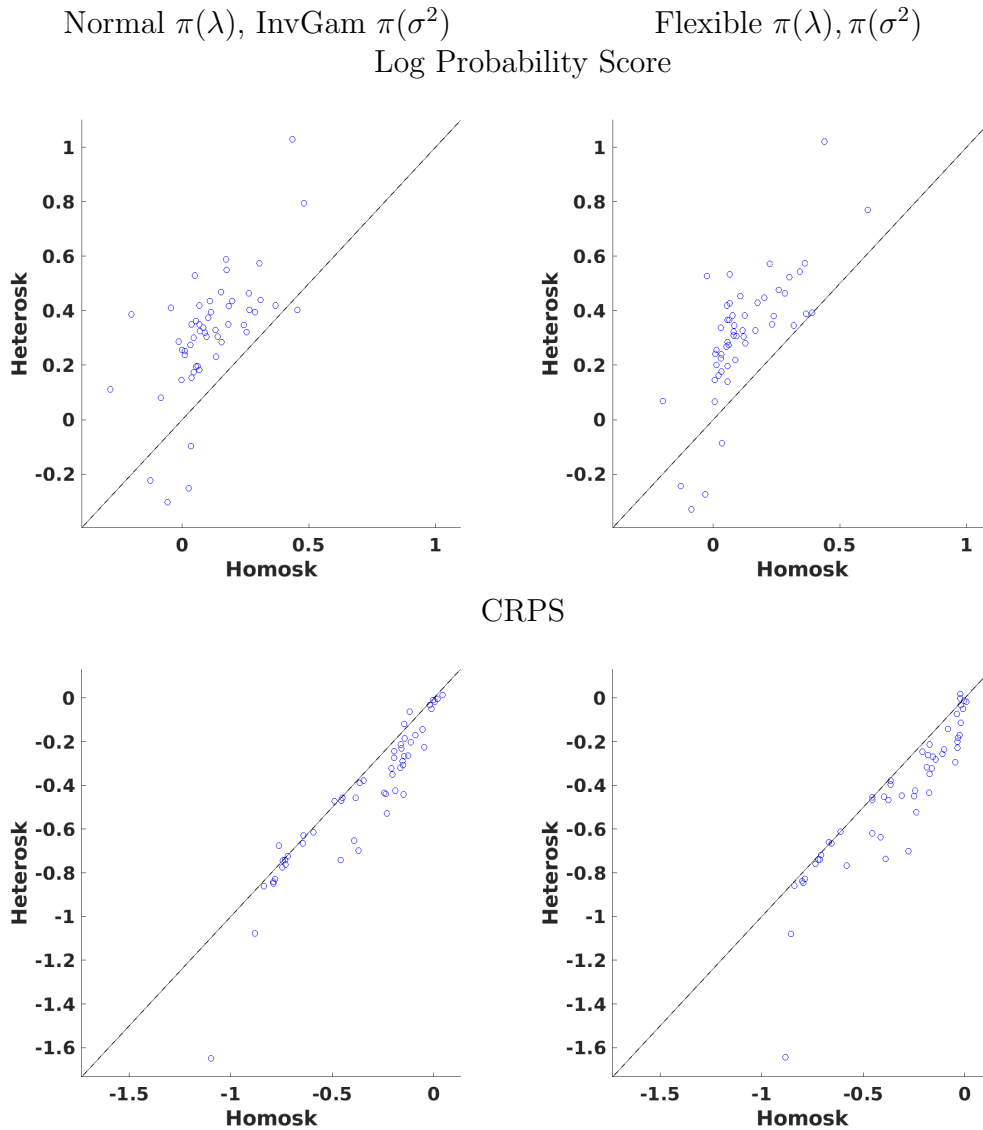 Normal π(λ), InvGam π(σ²) Flexible π(λ), π(σ²)
Log Probability Score
1
0.8
0.6
0.4
0.2
0
-0.2
Heterosk
0 0.5 1
Homosk
1
0.8
0.6
0.4
0.2
0
-0.2
Heterosk
0 0.5 1
Homosk
CRPS
0
-0.2
-0.4
-0.6
-0.8
-1
-1.2
-1.4
-1.6
Heterosk
-1.5 -1 -0.5 0
Homosk
0
-0.2
-0.4
-0.6
-0.8
-1
-1.2
-1.4
-1.6
Heterosk
-1.5 -1 -0.5 0
Homosk